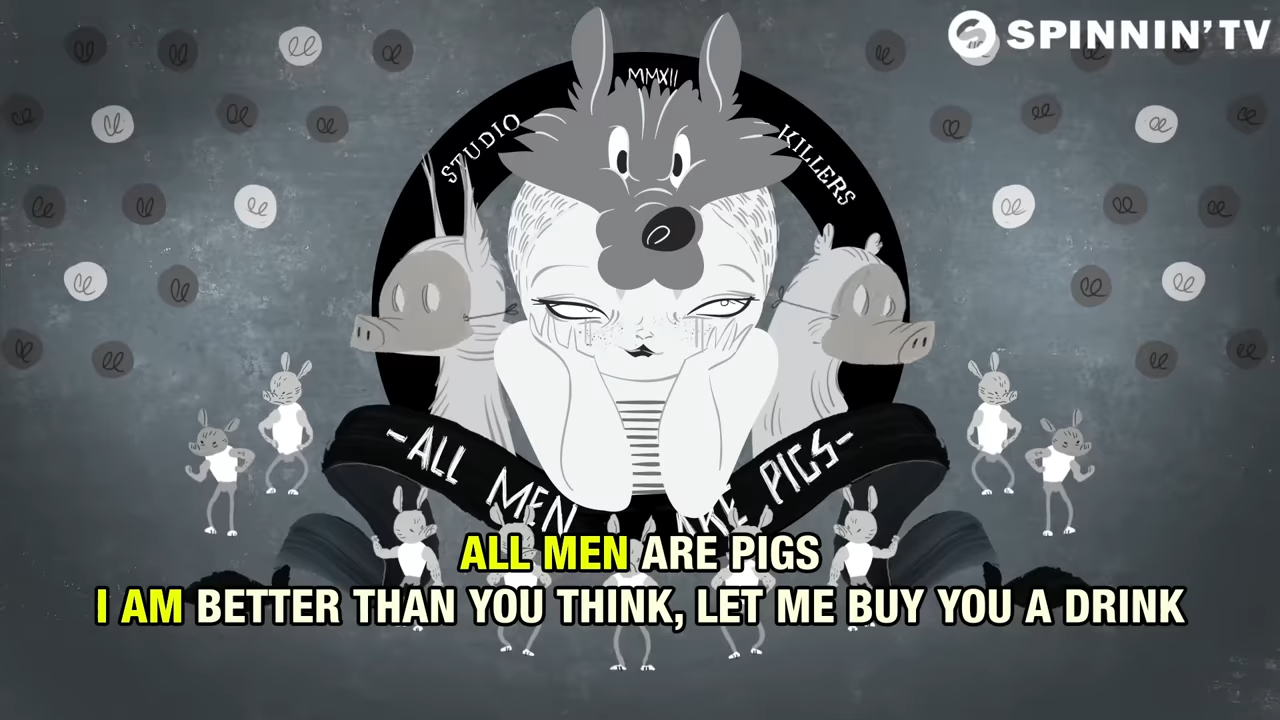 SPINNIN' TV
MMXII
STUDIO KILLERS
-ALL MEN ARE PIGS-
ALL MEN ARE PIGS
I AM BETTER THAN YOU THINK, LET ME BUY YOU A DRINK